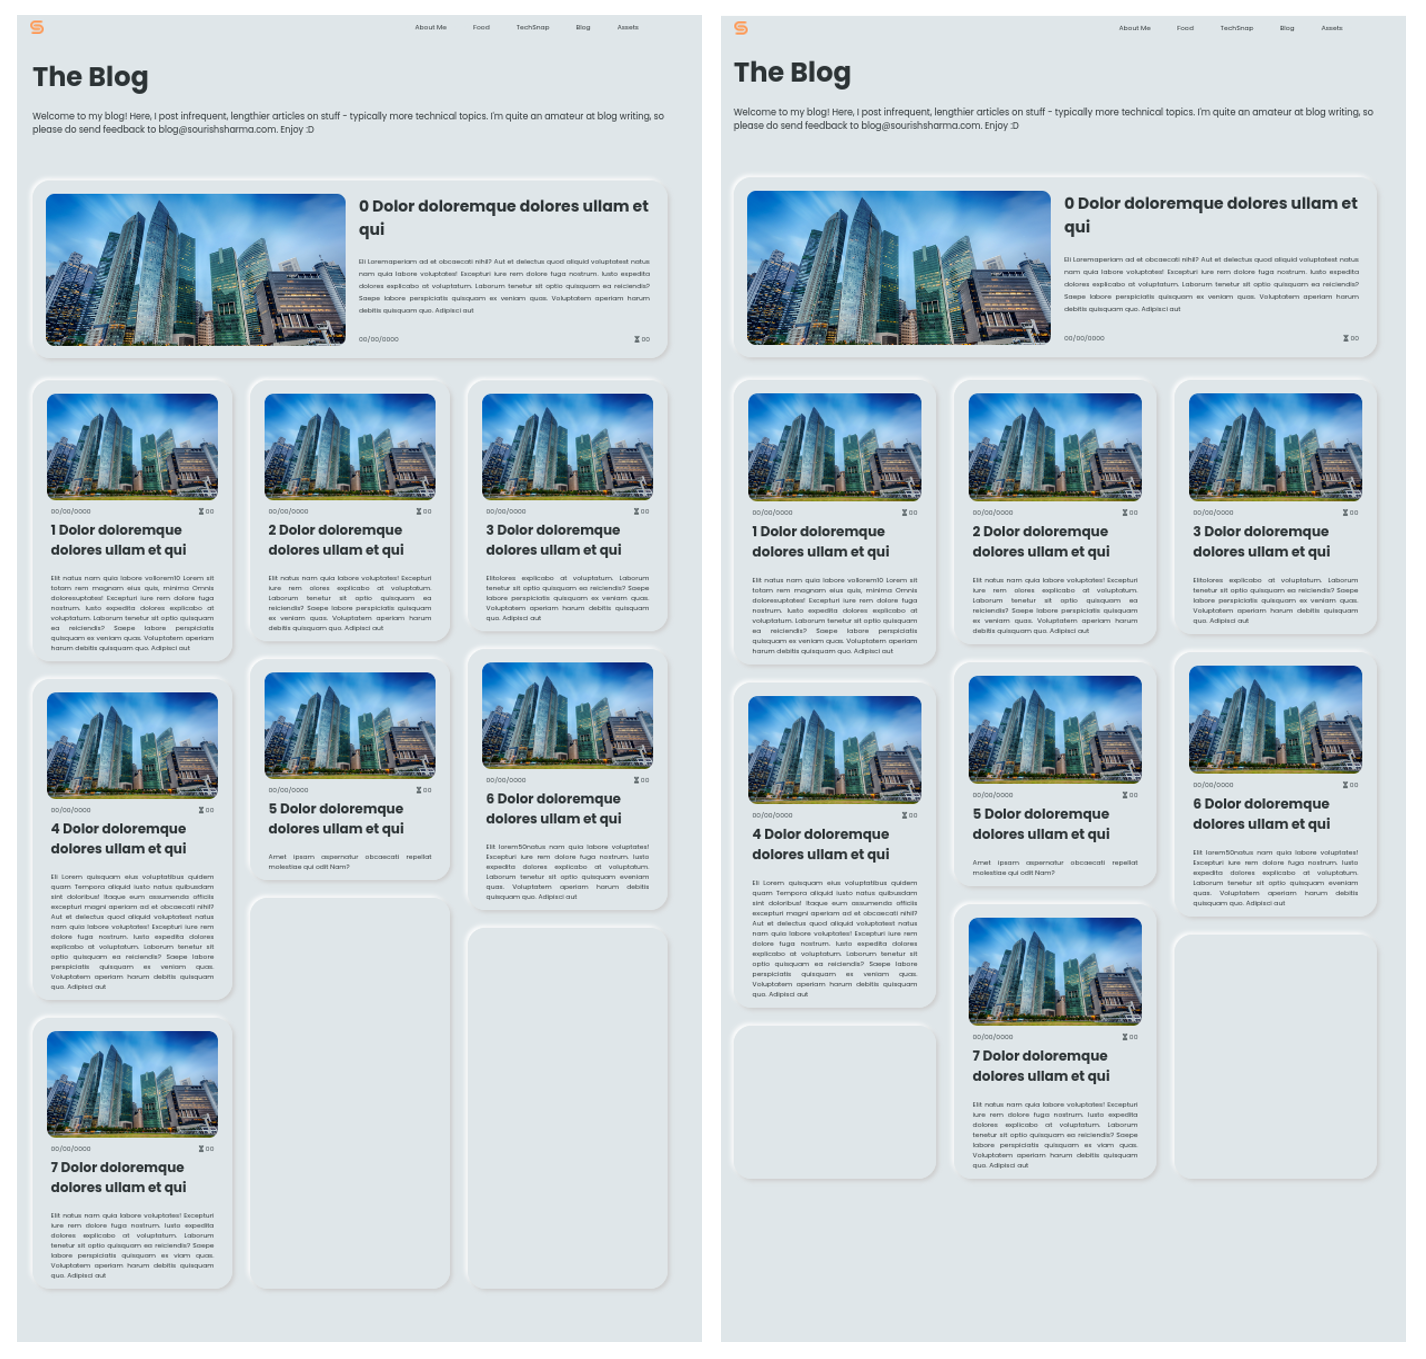 About Me Food TechSnap Blog Assets
The Blog
Welcome to my blog! Here, I post infrequent, lengthier articles on stuff - typically more technical topics. I'm quite an amateur at blog writing, so
please do send feedback to blog@sourishsharma.com. Enjoy :D
0 Dolor doloremque dolores ullam et
qui
Eli Loremaperiam ad et obcaecati nihil? Aut et delectus quod aliquid voluptatest natus
nam quia labore voluptates! Excepturi iure rem dolore fuga nostrum. Iusto expedita
dolores explicabo at voluptatum. Laborum tenetur sit optio quisquam ea reiciendis?
Saepe labore perspiciatis quisquam ex veniam quas. Voluptatem aperiam harum
debitis quisquam quo. Adipisci aut
00/00/0000 00
00/00/0000 00
1 Dolor doloremque
dolores ullam et qui
Elit natus nam quia labore vollorem10 Lorem sit
totam rem magnam eius quis, minima Omnis
doloresuptates! Excepturi iure rem dolore fuga
nostrum. Iusto expedita dolores explicabo at
voluptatum. Laborum tenetur sit optio quisquam
ea reiciendis? Saepe labore perspiciatis
quisquam ex veniam quas. Voluptatem aperiam
harum debitis quisquam quo. Adipisci aut
00/00/0000 00
2 Dolor doloremque
dolores ullam et qui
Elit natus nam quia labore voluptates! Excepturi
iure rem olores explicabo at voluptatum.
Laborum tenetur sit optio quisquam ea
reiciendis? Saepe labore perspiciatis quisquam
ex veniam quas. Voluptatem aperiam harum
debitis quisquam quo. Adipisci aut
00/00/0000 00
3 Dolor doloremque
dolores ullam et qui
Elitolores explicabo at voluptatum. Laborum
tenetur sit optio quisquam ea reiciendis? Saepe
labore perspiciatis quisquam ex veniam quas.
Voluptatem aperiam harum debitis quisquam
quo. Adipisci aut
00/00/0000 00
4 Dolor doloremque
dolores ullam et qui
Eli Lorem quisquam eius voluptatibus quidem
quam Tempora aliquid iusto natus quibusdam
sint doloribus! Itaque eum assumenda officiis
excepturi magni aperiam ad et obcaecati nihil?
Aut et delectus quod aliquid voluptatest natus
nam quia labore voluptates! Excepturi iure rem
dolore fuga nostrum. Iusto expedita dolores
explicabo at voluptatum. Laborum tenetur sit
optio quisquam ea reiciendis? Saepe labore
perspiciatis quisquam ex veniam quas.
Voluptatem aperiam harum debitis quisquam
quo. Adipisci aut
00/00/0000 00
5 Dolor doloremque
dolores ullam et qui
Amet ipsam aspernatur obcaecati repellat
molestiae qui odit Nam?
00/00/0000 00
6 Dolor doloremque
dolores ullam et qui
Elit lorem50natus nam quia labore voluptates!
Excepturi iure rem dolore fuga nostrum. Iusto
expedita dolores explicabo at voluptatum.
Laborum tenetur sit optio quisquam eveniam
quas. Voluptatem aperiam harum debitis
quisquam quo. Adipisci aut
00/00/0000 00
7 Dolor doloremque
dolores ullam et qui
Elit natus nam quia labore voluptates! Excepturi
iure rem dolore fuga nostrum. Iusto expedita
dolores explicabo at voluptatum. Laborum
tenetur sit optio quisquam ea reiciendis? Saepe
labore perspiciatis quisquam ex viam quas.
Voluptatem aperiam harum debitis quisquam
quo. Adipisci aut
About Me Food TechSnap Blog Assets
The Blog
Welcome to my blog! Here, I post infrequent, lengthier articles on stuff - typically more technical topics. I'm quite an amateur at blog writing, so
please do send feedback to blog@sourishsharma.com. Enjoy :D
0 Dolor doloremque dolores ullam et
qui
Eli Loremaperiam ad et obcaecati nihil? Aut et delectus quod aliquid voluptatest natus
nam quia labore voluptates! Excepturi iure rem dolore fuga nostrum. Iusto expedita
dolores explicabo at voluptatum. Laborum tenetur sit optio quisquam ea reiciendis?
Saepe labore perspiciatis quisquam ex veniam quas. Voluptatem aperiam harum
debitis quisquam quo. Adipisci aut
00/00/0000 00
00/00/0000 00
1 Dolor doloremque
dolores ullam et qui
Elit natus nam quia labore vollorem10 Lorem sit
totam rem magnam eius quis, minima Omnis
doloresuptates! Excepturi iure rem dolore fuga
nostrum. Iusto expedita dolores explicabo at
voluptatum. Laborum tenetur sit optio quisquam
ea reiciendis? Saepe labore perspiciatis
quisquam ex veniam quas. Voluptatem aperiam
harum debitis quisquam quo. Adipisci aut
00/00/0000 00
2 Dolor doloremque
dolores ullam et qui
Elit natus nam quia labore voluptates! Excepturi
iure rem olores explicabo at voluptatum.
Laborum tenetur sit optio quisquam ea
reiciendis? Saepe labore perspiciatis quisquam
ex veniam quas. Voluptatem aperiam harum
debitis quisquam quo. Adipisci aut
00/00/0000 00
3 Dolor doloremque
dolores ullam et qui
Elitolores explicabo at voluptatum. Laborum
tenetur sit optio quisquam ea reiciendis? Saepe
labore perspiciatis quisquam ex veniam quas.
Voluptatem aperiam harum debitis quisquam
quo. Adipisci aut
00/00/0000 00
4 Dolor doloremque
dolores ullam et qui
Eli Lorem quisquam eius voluptatibus quidem
quam Tempora aliquid iusto natus quibusdam
sint doloribus! Itaque eum assumenda officiis
excepturi magni aperiam ad et obcaecati nihil?
Aut et delectus quod aliquid voluptatest natus
nam quia labore voluptates! Excepturi iure rem
dolore fuga nostrum. Iusto expedita dolores
explicabo at voluptatum. Laborum tenetur sit
optio quisquam ea reiciendis? Saepe labore
perspiciatis quisquam ex veniam quas.
Voluptatem aperiam harum debitis quisquam
quo. Adipisci aut
00/00/0000 00
5 Dolor doloremque
dolores ullam et qui
Amet ipsam aspernatur obcaecati repellat
molestiae qui odit Nam?
00/00/0000 00
6 Dolor doloremque
dolores ullam et qui
Elit lorem50natus nam quia labore voluptates!
Excepturi iure rem dolore fuga nostrum. Iusto
expedita dolores explicabo at voluptatum.
Laborum tenetur sit optio quisquam eveniam
quas. Voluptatem aperiam harum debitis
quisquam quo. Adipisci aut
00/00/0000 00
7 Dolor doloremque
dolores ullam et qui
Elit natus nam quia labore voluptates! Excepturi
iure rem dolore fuga nostrum. Iusto expedita
dolores explicabo at voluptatum. Laborum
tenetur sit optio quisquam ea reiciendis? Saepe
labore perspiciatis quisquam ex viam quas.
Voluptatem aperiam harum debitis quisquam
quo. Adipisci aut